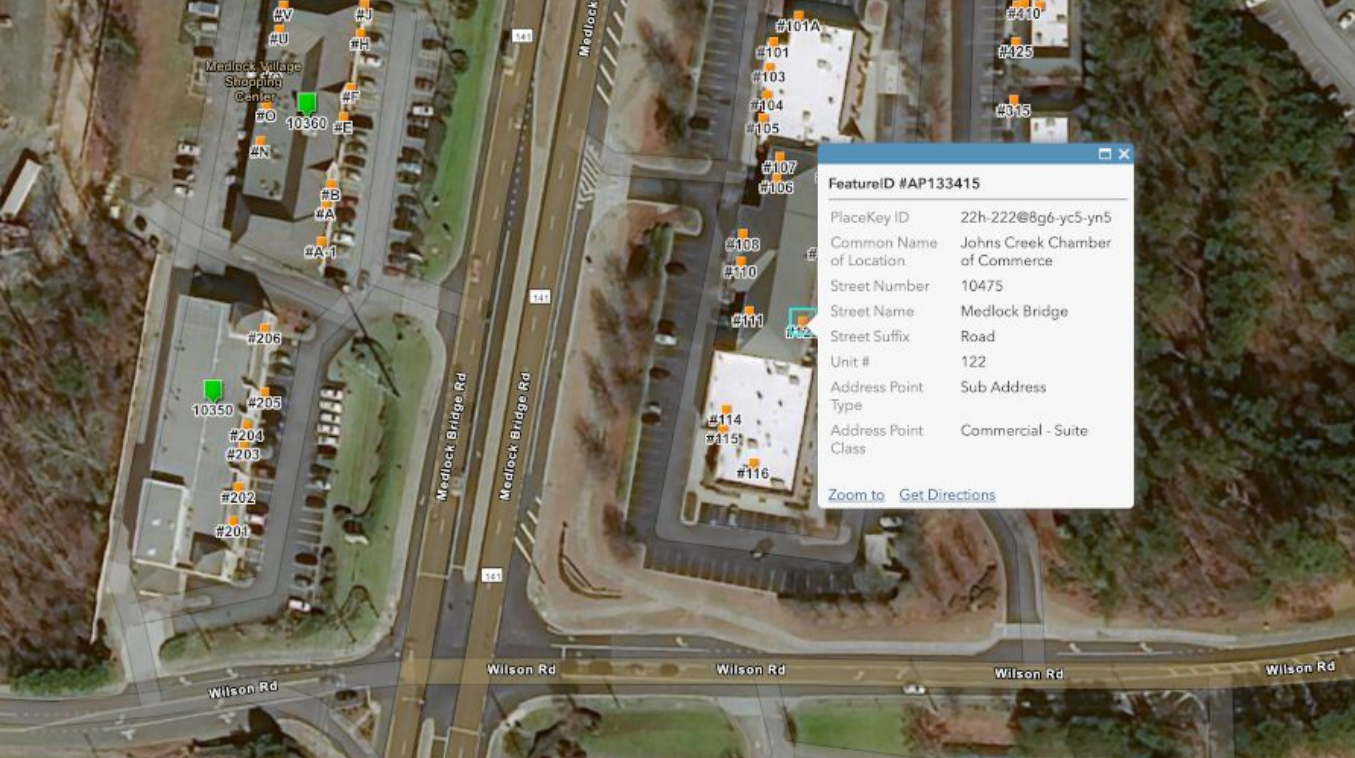 #V
#J
#U
#H
Medlock Village
Shopping
Center
#F
#O
10360
#E
#N
#B
#A
#A-1
#206
10350
#205
#204
#203
#202
#201
141
Medlock
141
Medlock Bridge Rd
Medlock Bridge Rd
141
#101A
#101
#103
#104
#105
#107
#106
#108
#110
#111
#114
#115
#116
#410
#425
#315
FeatureID #AP133415
PlaceKey ID 22h-222@8g6-yc5-yn5
Common Name Johns Creek Chamber
of Location of Commerce
Street Number 10475
Street Name Medlock Bridge
Street Suffix Road
Unit # 122
Address Point Sub Address
Type
Address Point Commercial - Suite
Class
Zoom to Get Directions
Wilson Rd
Wilson Rd
Wilson Rd
Wilson Rd
Wilson Rd